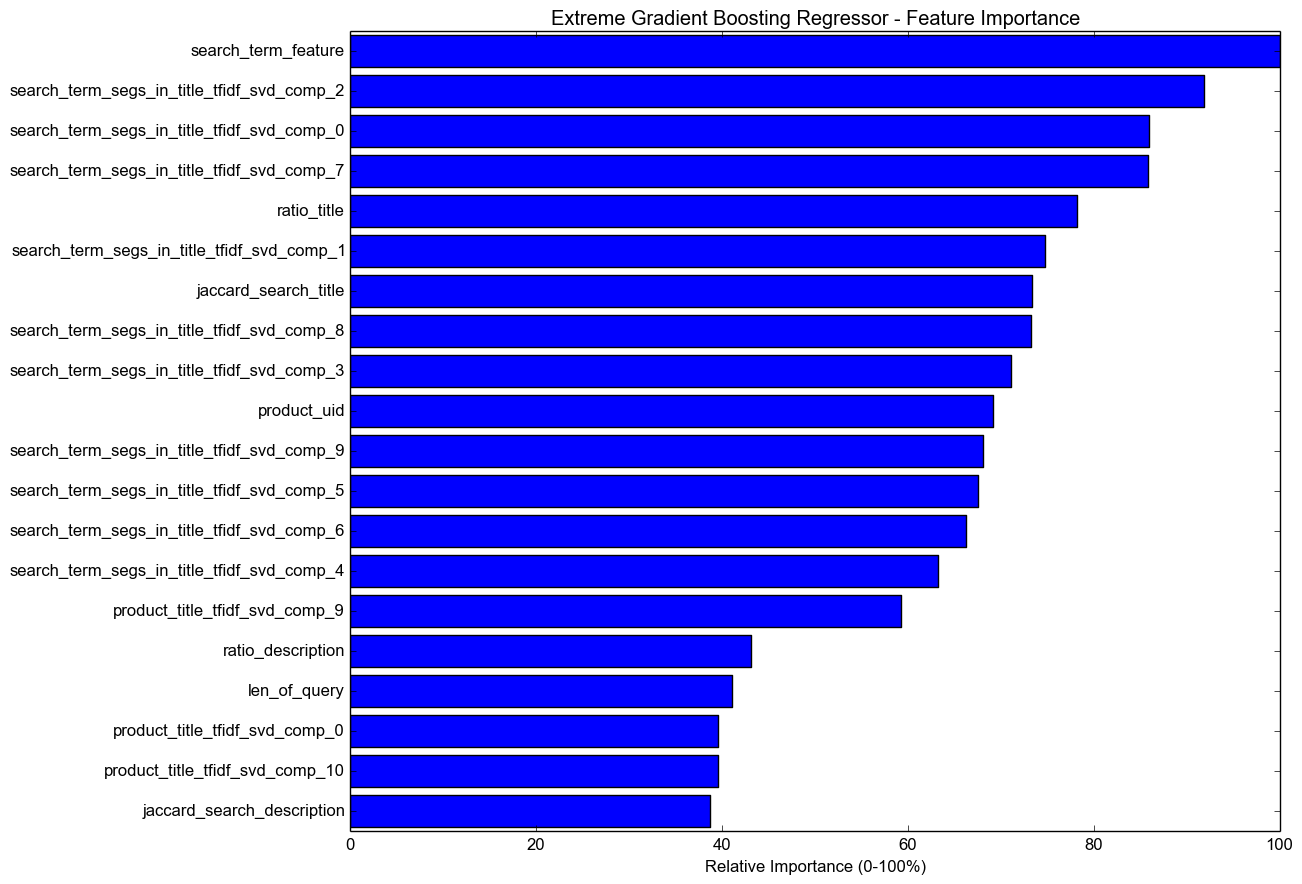 Extreme Gradient Boosting Regressor - Feature Importance
search_term_feature
search_term_segs_in_title_tfidf_svd_comp_2
search_term_segs_in_title_tfidf_svd_comp_0
search_term_segs_in_title_tfidf_svd_comp_7
ratio_title
search_term_segs_in_title_tfidf_svd_comp_1
jaccard_search_title
search_term_segs_in_title_tfidf_svd_comp_8
search_term_segs_in_title_tfidf_svd_comp_3
product_uid
search_term_segs_in_title_tfidf_svd_comp_9
search_term_segs_in_title_tfidf_svd_comp_5
search_term_segs_in_title_tfidf_svd_comp_6
search_term_segs_in_title_tfidf_svd_comp_4
product_title_tfidf_svd_comp_9
ratio_description
len_of_query
product_title_tfidf_svd_comp_0
product_title_tfidf_svd_comp_10
jaccard_search_description
0 20 40 60 80 100
Relative Importance (0-100%)